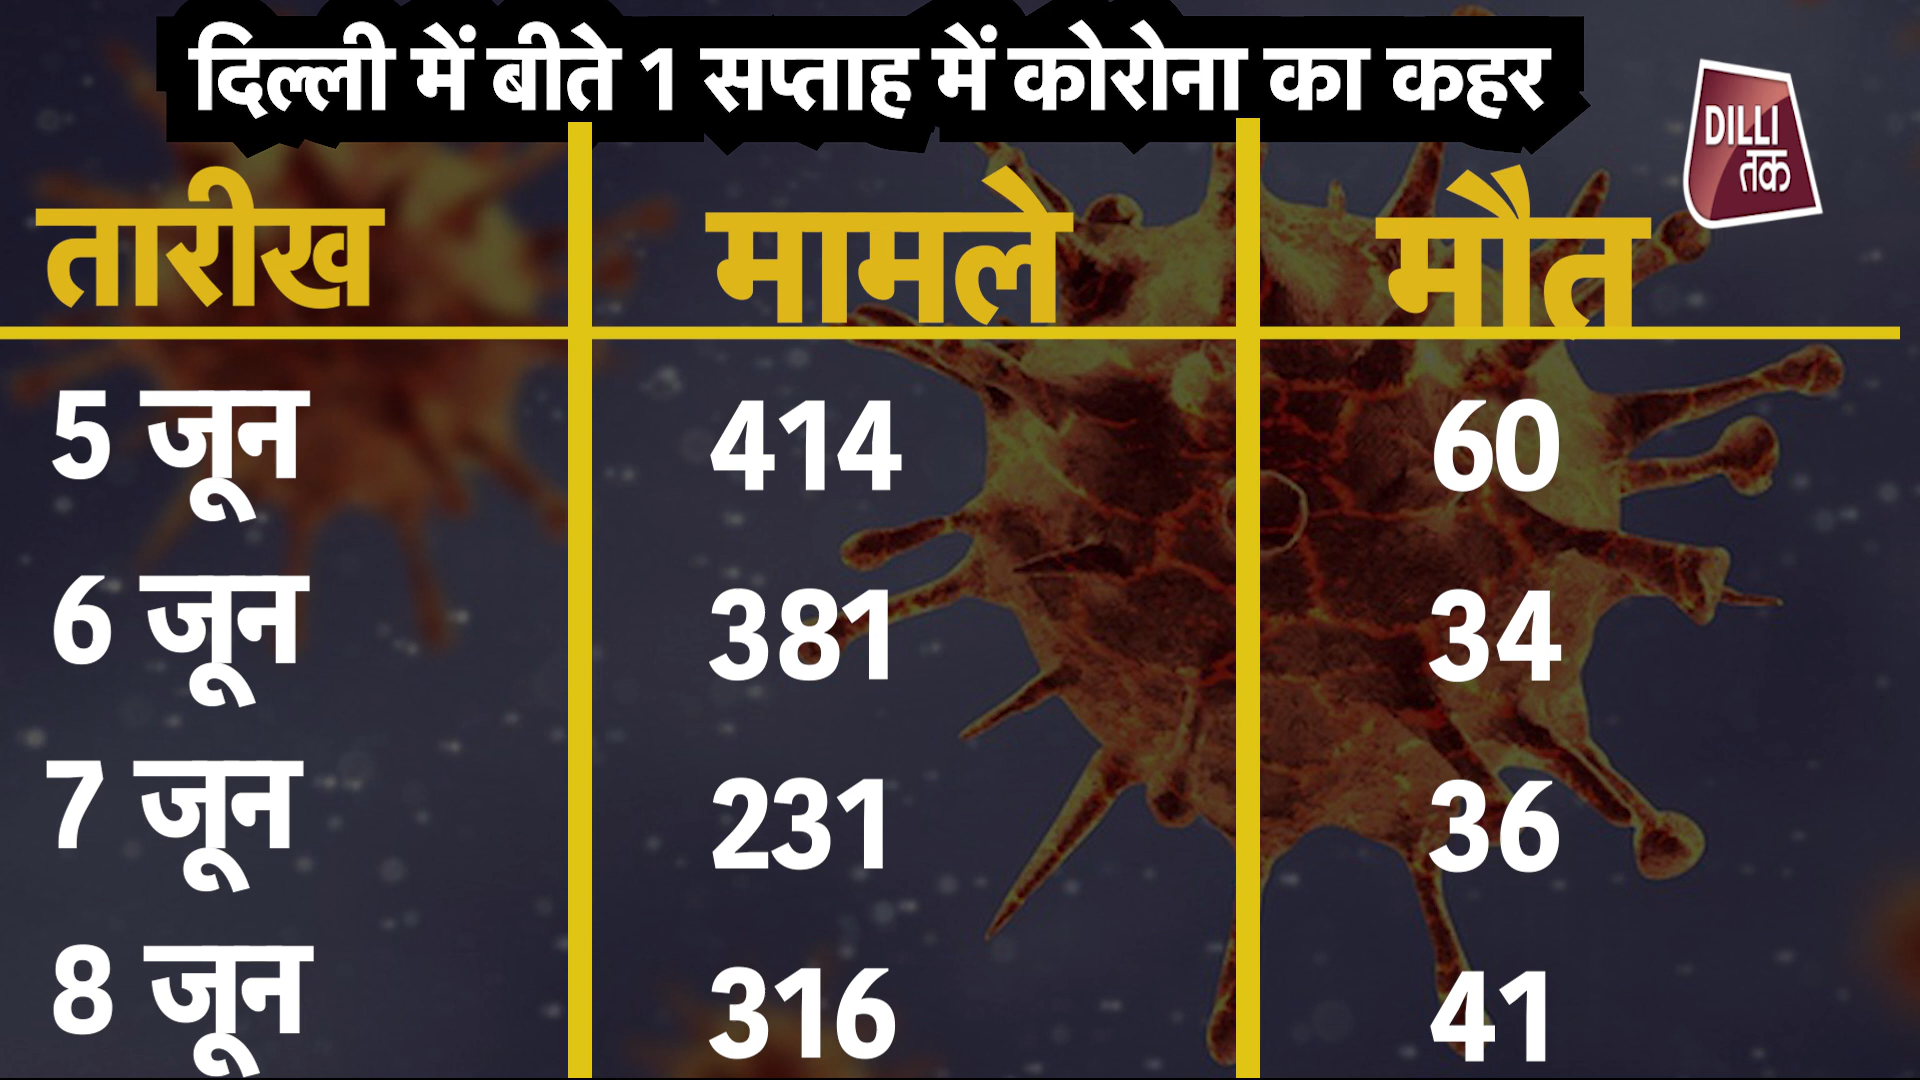 दिल्ली में बीते 1 सप्ताह में कोरोना का कहर
DILLI
तक
तारीख मामले मौत
5 जून 414 60
6 जून 381 34
7 जून 231 36
8 जून 316 41